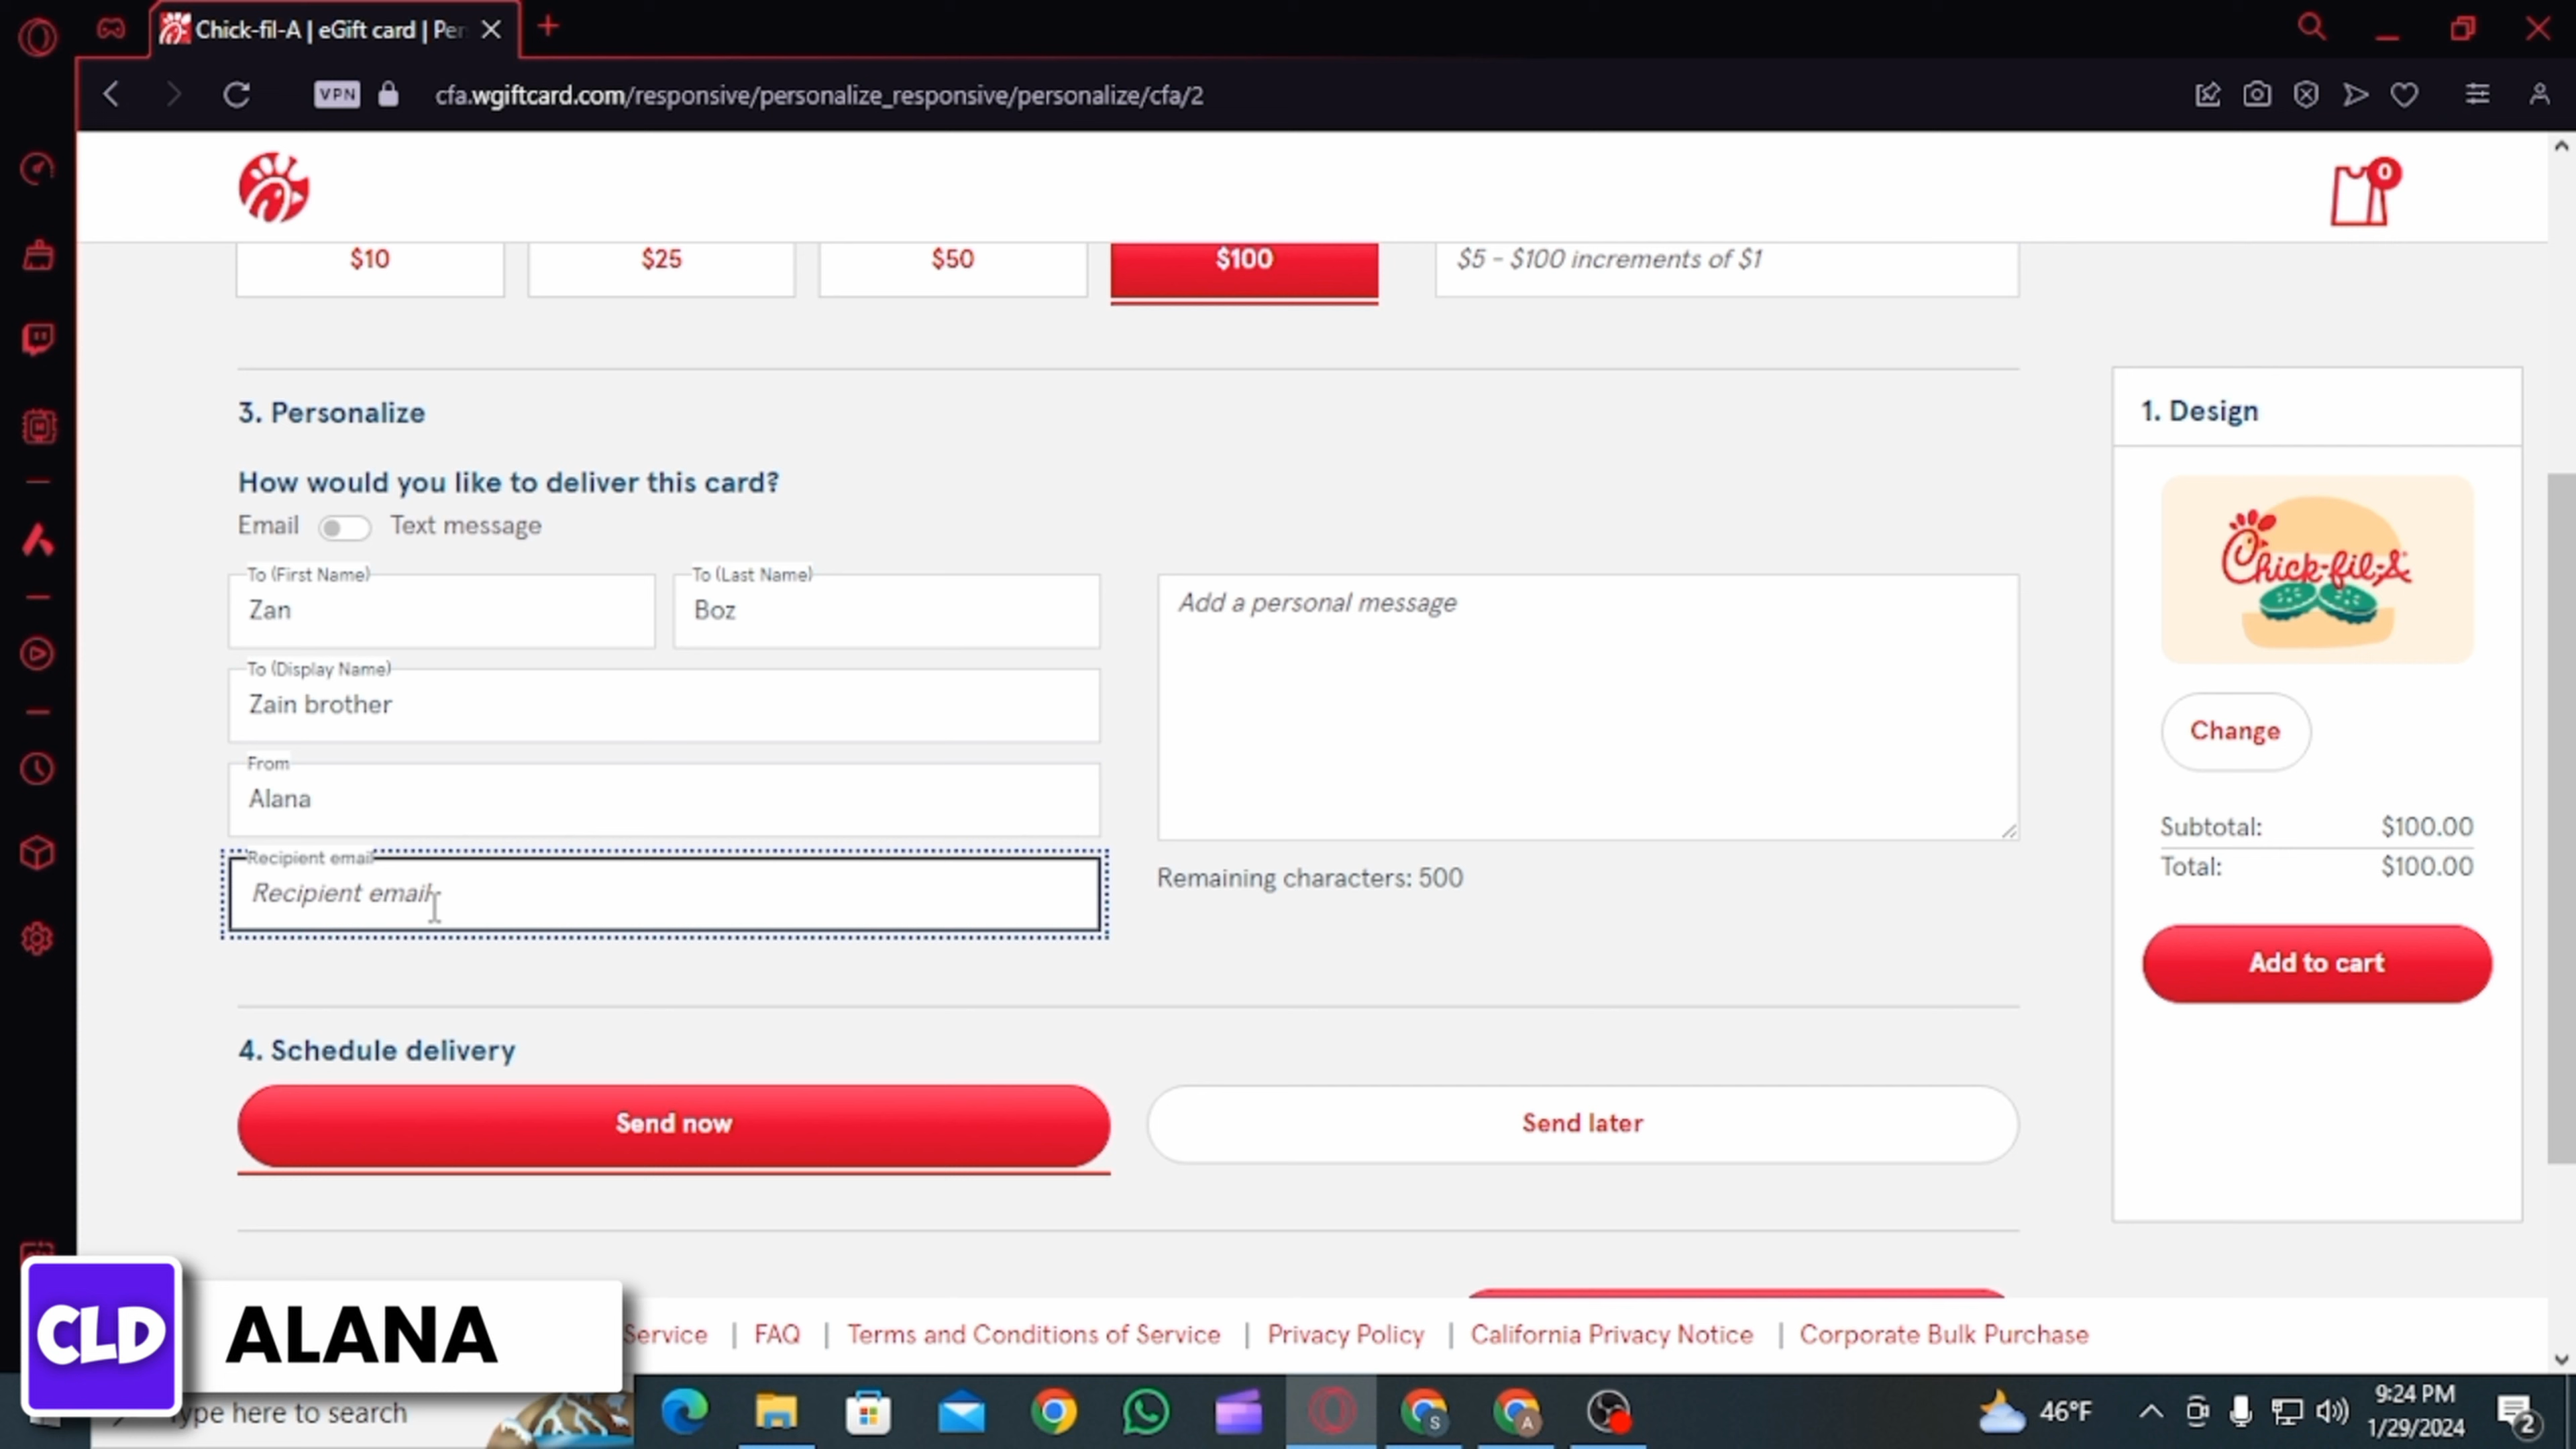 Chick-fil-A | eGift card | Per
VPN
cfa.wgiftcard.com/responsive/personalize_responsive/personalize/cfa/2
0
$10
$25
$50
$100
$5 - $100 increments of $1
3. Personalize
How would you like to deliver this card?
Email
Text message
To (First Name)
Zan
To (Last Name)
Boz
To (Display Name)
Zain brother
From
Alana
Recipient email
Recipient email
Add a personal message
Remaining characters: 500
1. Design
Chick-fil-A
Change
Subtotal: $100.00
Total: $100.00
Add to cart
4. Schedule delivery
Send now
Send later
Service | FAQ | Terms and Conditions of Service | Privacy Policy | California Privacy Notice | Corporate Bulk Purchase
CLD
ALANA
Type here to search
S
A
46°F
9:24 PM
1/29/2024
2